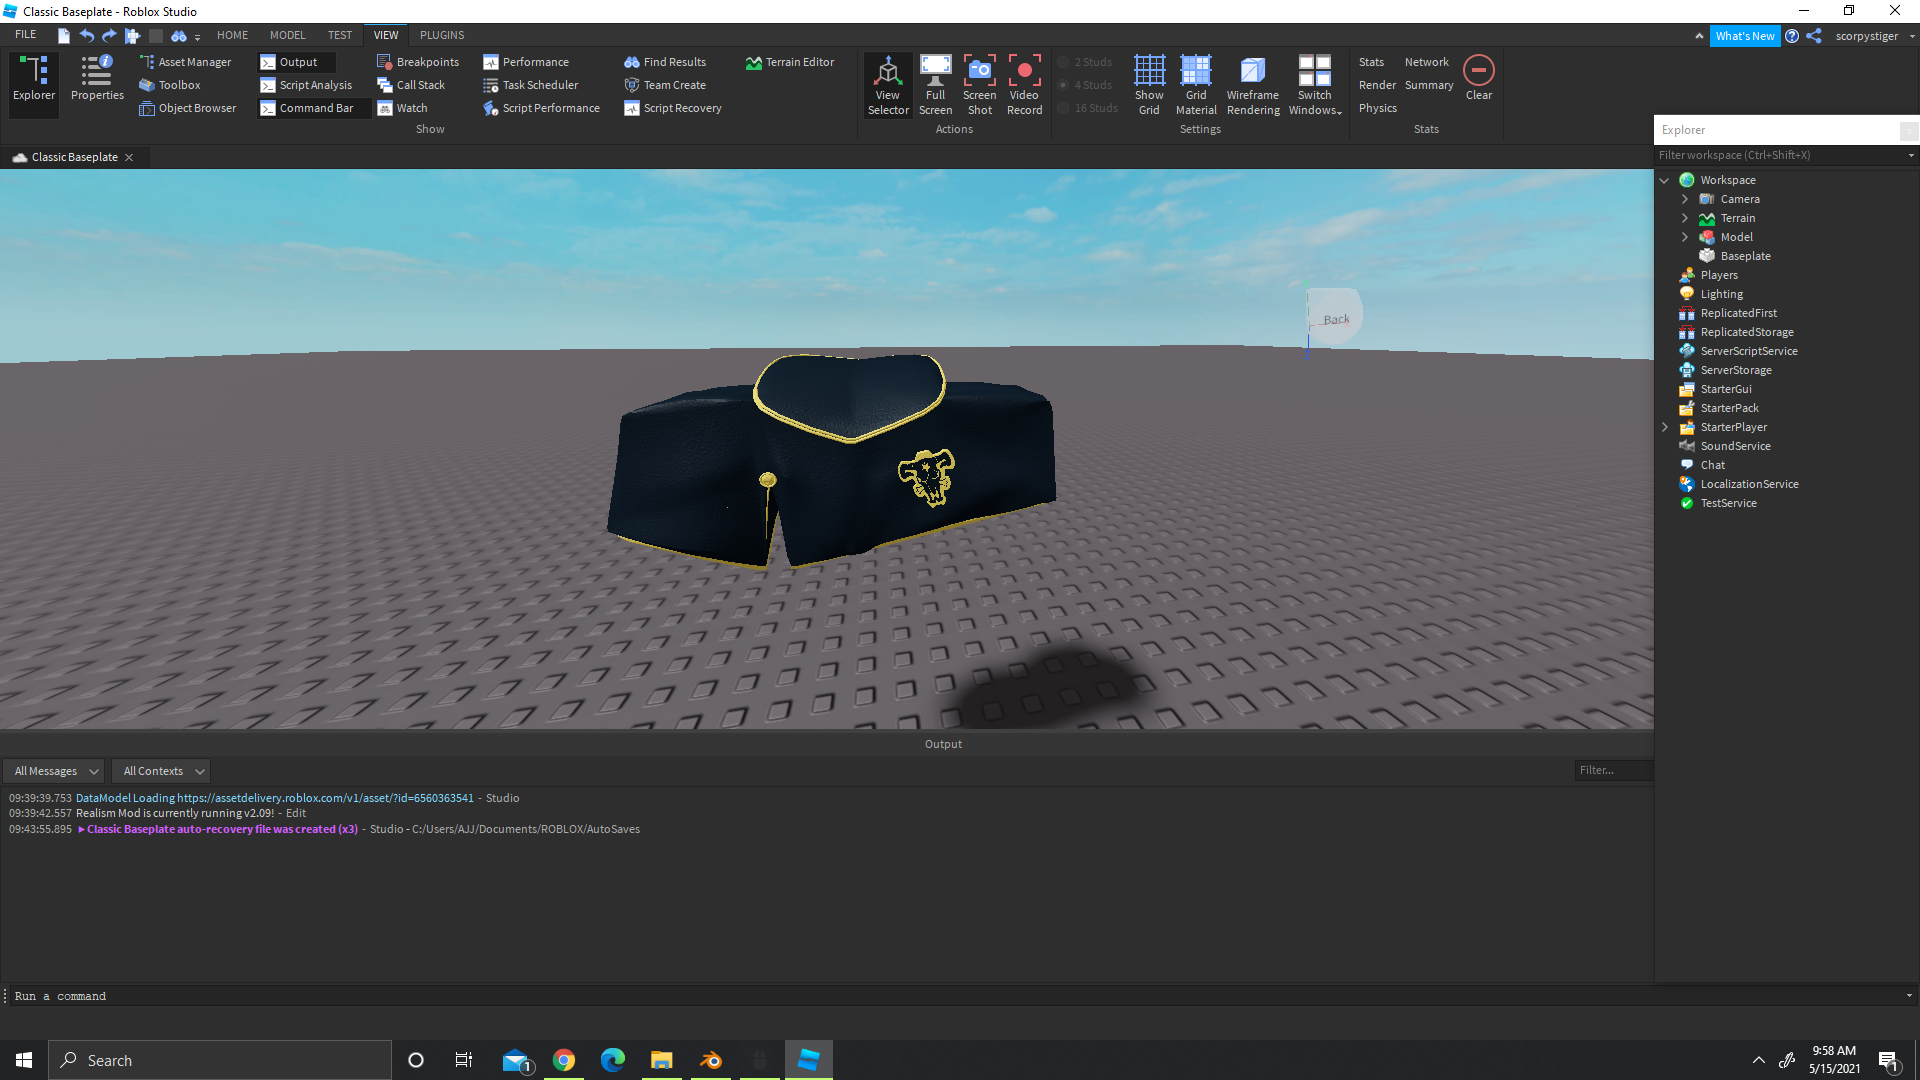 Classic Baseplate - Roblox Studio
FILE HOME MODEL TEST VIEW PLUGINS What's New scorpystiger
Explorer Properties
Asset Manager
Toolbox
Object Browser
Output
Script Analysis
Command Bar
Breakpoints
Call Stack
Watch
Performance
Task Scheduler
Script Performance
Find Results
Team Create
Script Recovery
Terrain Editor
Show
View Selector
Full Screen
Screen Shot
Video Record
Actions
2 Studs
4 Studs
16 Studs
Show Grid
Grid Material
Wireframe Rendering
Switch Windows
Settings
Stats Network
Render Summary
Physics
Clear
Stats
Classic Baseplate
Back
Explorer
Filter workspace (Ctrl+Shift+X)
Workspace
Camera
Terrain
Model
Baseplate
Players
Lighting
ReplicatedFirst
ReplicatedStorage
ServerScriptService
ServerStorage
StarterGui
StarterPack
StarterPlayer
SoundService
Chat
LocalizationService
TestService
Output
All Messages All Contexts Filter...
09:39:39.753 DataModel Loading https://assetdelivery.roblox.com/v1/asset/?id=6560363541 - Studio
09:39:42.557 Realism Mod is currently running v2.09! - Edit
09:43:55.895 ▶ Classic Baseplate auto-recovery file was created (x3) - Studio - C:/Users/AJJ/Documents/ROBLOX/AutoSaves
Run a command
Search
1
9:58 AM
5/15/2021
1